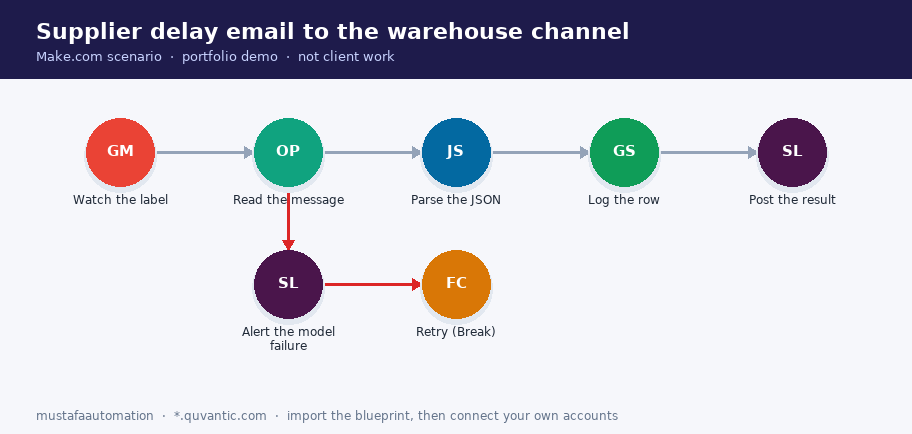 Supplier delay email to the warehouse channel
Make.com scenario · portfolio demo · not client work
GM
OP
JS
GS
SL
Watch the label
Read the message
Parse the JSON
Log the row
Post the result
SL
FC
Alert the model
failure
Retry (Break)
mustafaautomation · *.quvantic.com · import the blueprint, then connect your own accounts